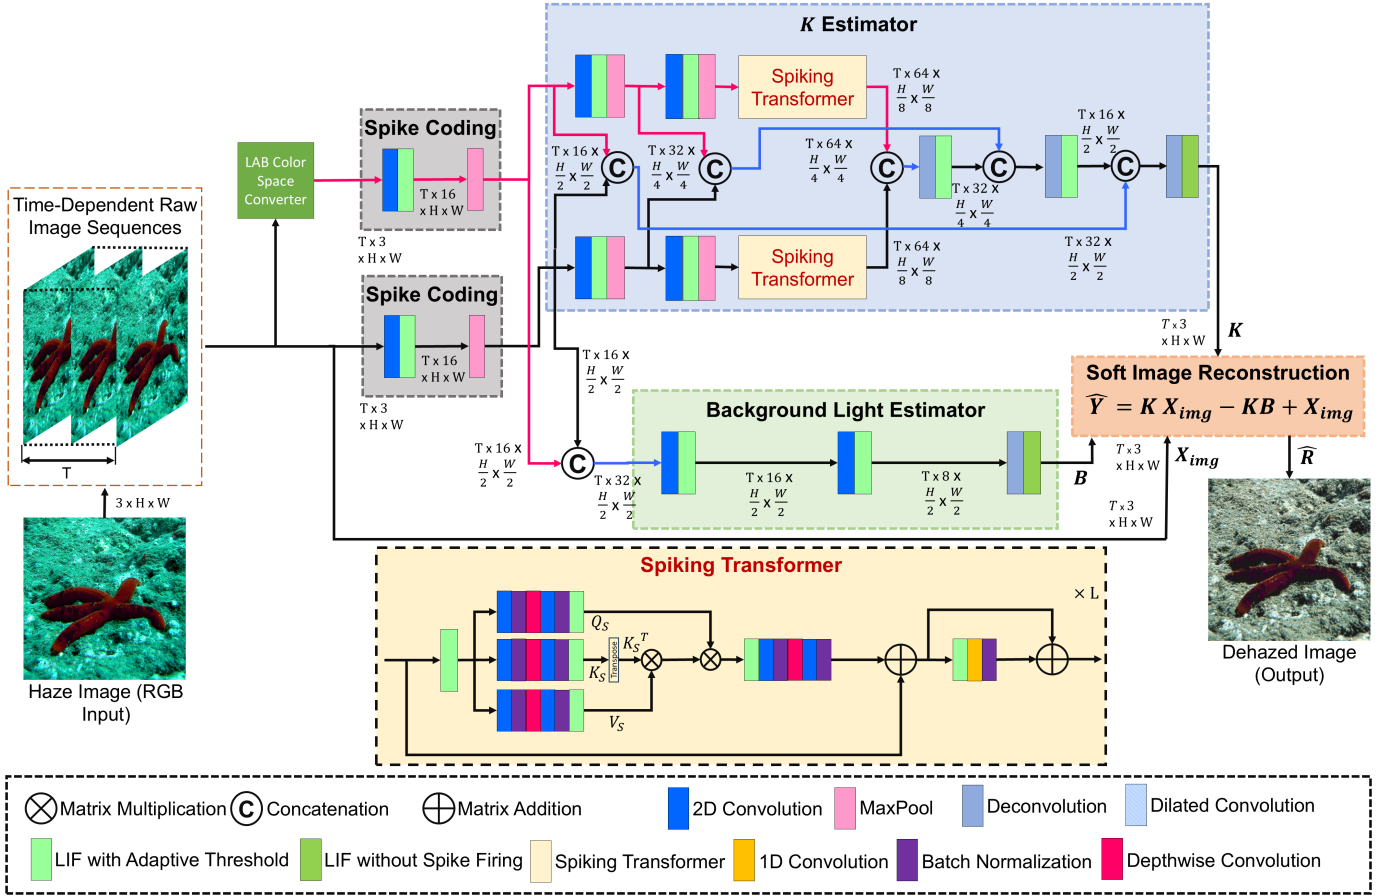 K Estimator
Spiking
Transformer
T x 64 x
H/8 x W/8
Spike Coding
T x 16
x H x W
T x 3
x H x W
LAB Color
Space
Converter
Time-Dependent Raw
Image Sequences
T
3 x H x W
Haze Image (RGB
Input)
Spike Coding
T x 16
x H x W
T x 3
x H x W
T x 16 x
H/2 x W/2
C
T x 32 x
H/4 x W/4
C
T x 64 x
H/4 x W/4
C
T x 32 x
H/4 x W/4
C
T x 16 x
H/2 x W/2
C
Spiking
Transformer
T x 64 x
H/8 x W/8
T x 32 x
H/2 x W/2
T x 3
x H x W
K
T x 16 x
H/2 x W/2
T x 16 x
H/2 x W/2
C
T x 32 x
H/2 x W/2
Background Light Estimator
T x 16 x
H/2 x W/2
T x 8 x
H/2 x W/2
B
Soft Image Reconstruction
Ŷ = K X_img − KB + X_img
T x 3
x H x W
X_img
T x 3
x H x W
R̂
Dehazed Image
(Output)
Spiking Transformer
× L
Q_S
K_S
Transpose
K_S^T
V_S
Matrix Multiplication
C Concatenation
Matrix Addition
2D Convolution
MaxPool
Deconvolution
Dilated Convolution
LIF with Adaptive Threshold
LIF without Spike Firing
Spiking Transformer
1D Convolution
Batch Normalization
Depthwise Convolution